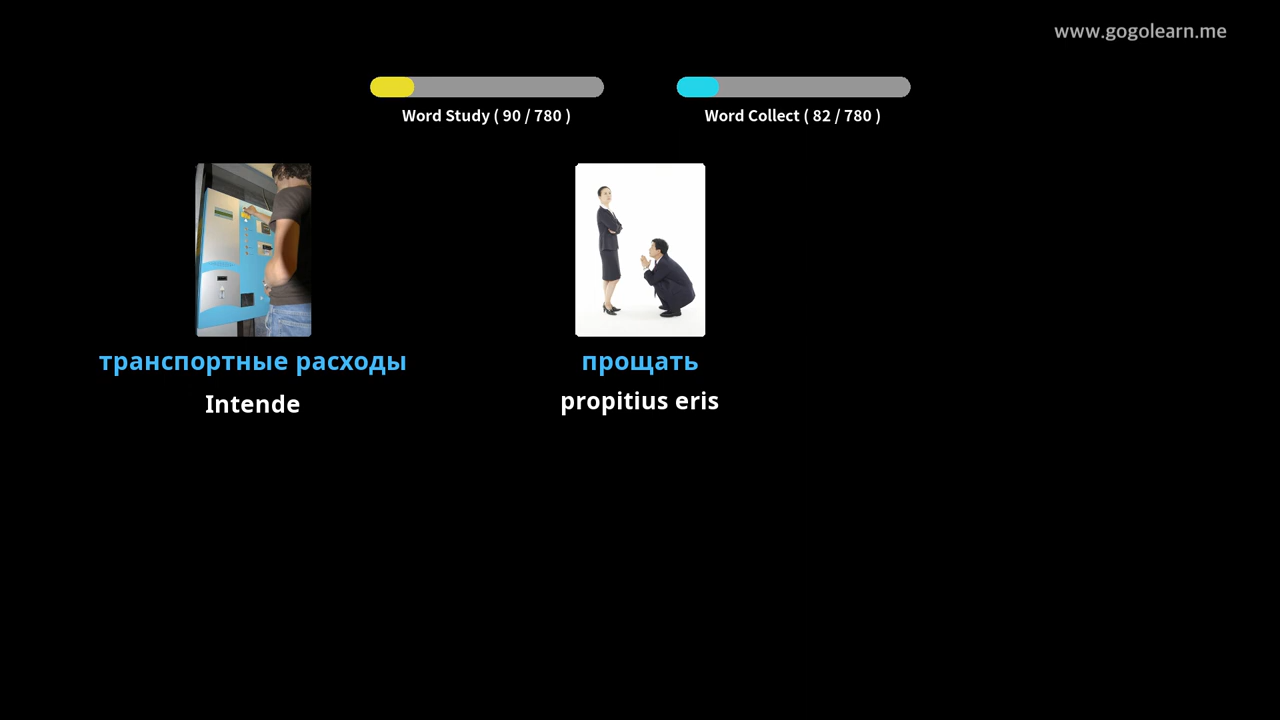 www.gogolearn.me
Word Study ( 90 / 780 )
Word Collect ( 82 / 780 )
транспортные расходы
Intende
прощать
propitius eris